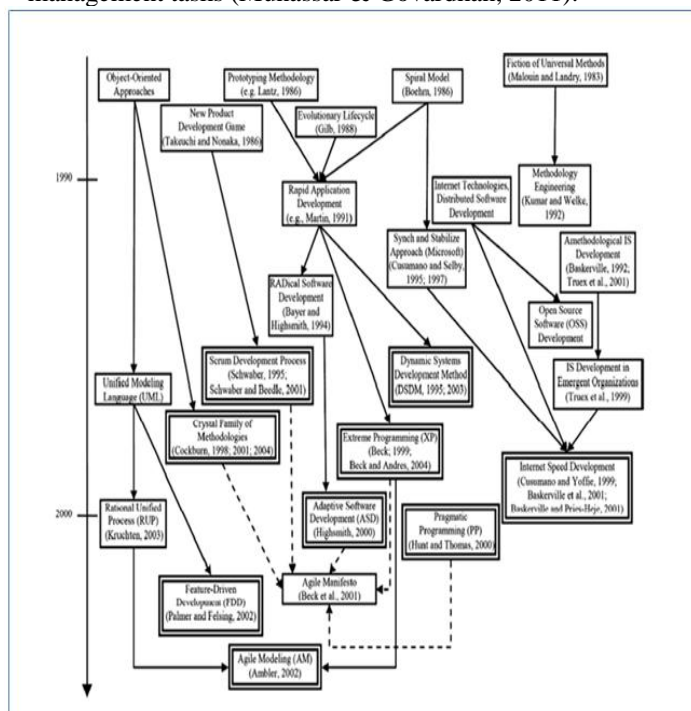 management tasks (Munassar & Govardhan, 2011).
Object-Oriented
Approaches
Prototyping Methodology
(e.g. Lantz, 1986)
Spiral Model
(Boehm, 1986)
Fiction of Universal Methods
(Malouin and Landry, 1983)
New Product
Development Game
(Takeuchi and Nonaka, 1986)
Evolutionary Lifecycle
(Gilb, 1988)
1990
Rapid Application
Development
(e.g., Martin, 1991)
Internet Technologies,
Distributed Software
Development
Methodology
Engineering
(Kumar and Welke,
1992)
Synch and Stabilize
Approach (Microsoft)
(Cusumano and Selby,
1995; 1997)
Amethodological IS
Development
(Baskerville, 1992;
Truex et al., 2001)
RADical Software
Development
(Bayer and
Highsmith, 1994)
Open Source
Software (OSS)
Development
Scrum Development Process
(Schwaber, 1995;
Schwaber and Beedle, 2001)
Dynamic Systems
Development Method
(DSDM, 1995; 2003)
IS Development in
Emergent Organizations
(Truex et al., 1999)
Unified Modeling
Language (UML)
Crystal Family of
Methodologies
(Cockburn, 1998; 2001; 2004)
Extreme Programming (XP)
(Beck; 1999;
Beck and Andres, 2004)
Internet Speed Development
(Cusumano and Yoffie, 1999;
Baskerville et al., 2001;
Baskerville and Pries-Heje, 2001)
2000
Rational Unified
Process (RUP)
(Kruchten, 2003)
Adaptive Software
Development (ASD)
(Highsmith, 2000)
Pragmatic
Programming (PP)
(Hunt and Thomas, 2000)
Feature-Driven
Development (FDD)
(Palmer and Felsing, 2002)
Agile Manifesto
(Beck et al., 2001)
Agile Modeling (AM)
(Ambler, 2002)